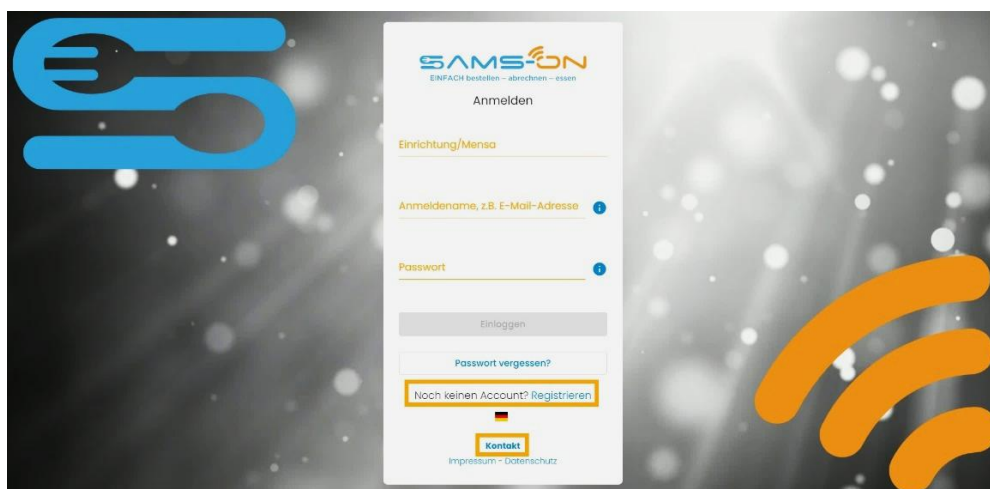 SAMS-ON
EINFACH bestellen – abrechnen – essen
Anmelden
Einrichtung/Mensa
Anmeldename, z.B. E-Mail-Adresse
Passwort
Einloggen
Passwort vergessen?
Noch keinen Account? Registrieren
Kontakt
Impressum - Datenschutz